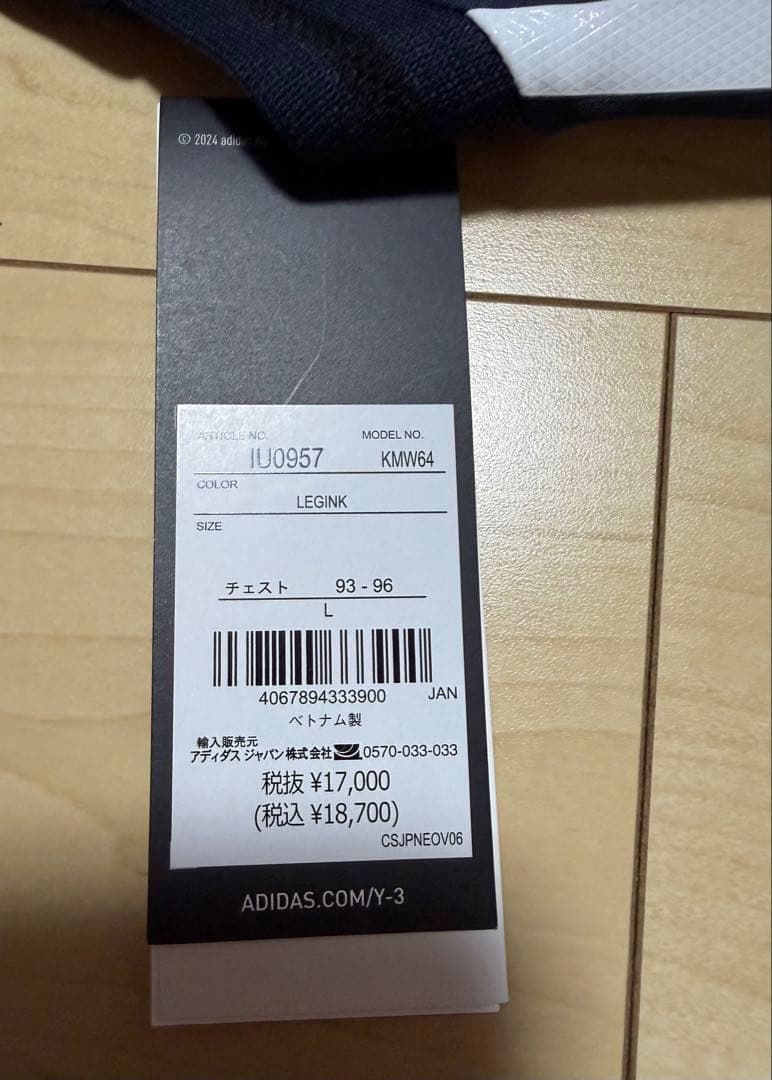 © 2024 adidas
ARTICLE NO. MODEL NO.
IU0957 KMW64
COLOR
LEGINK
SIZE
チェスト 93 - 96
L
4067894333900 JAN
ベトナム製
輸入販売元
アディダス ジャパン株式会社 0570-033-033
税抜 ¥17,000
(税込 ¥18,700)
CSJPNEOV06
ADIDAS.COM/Y-3